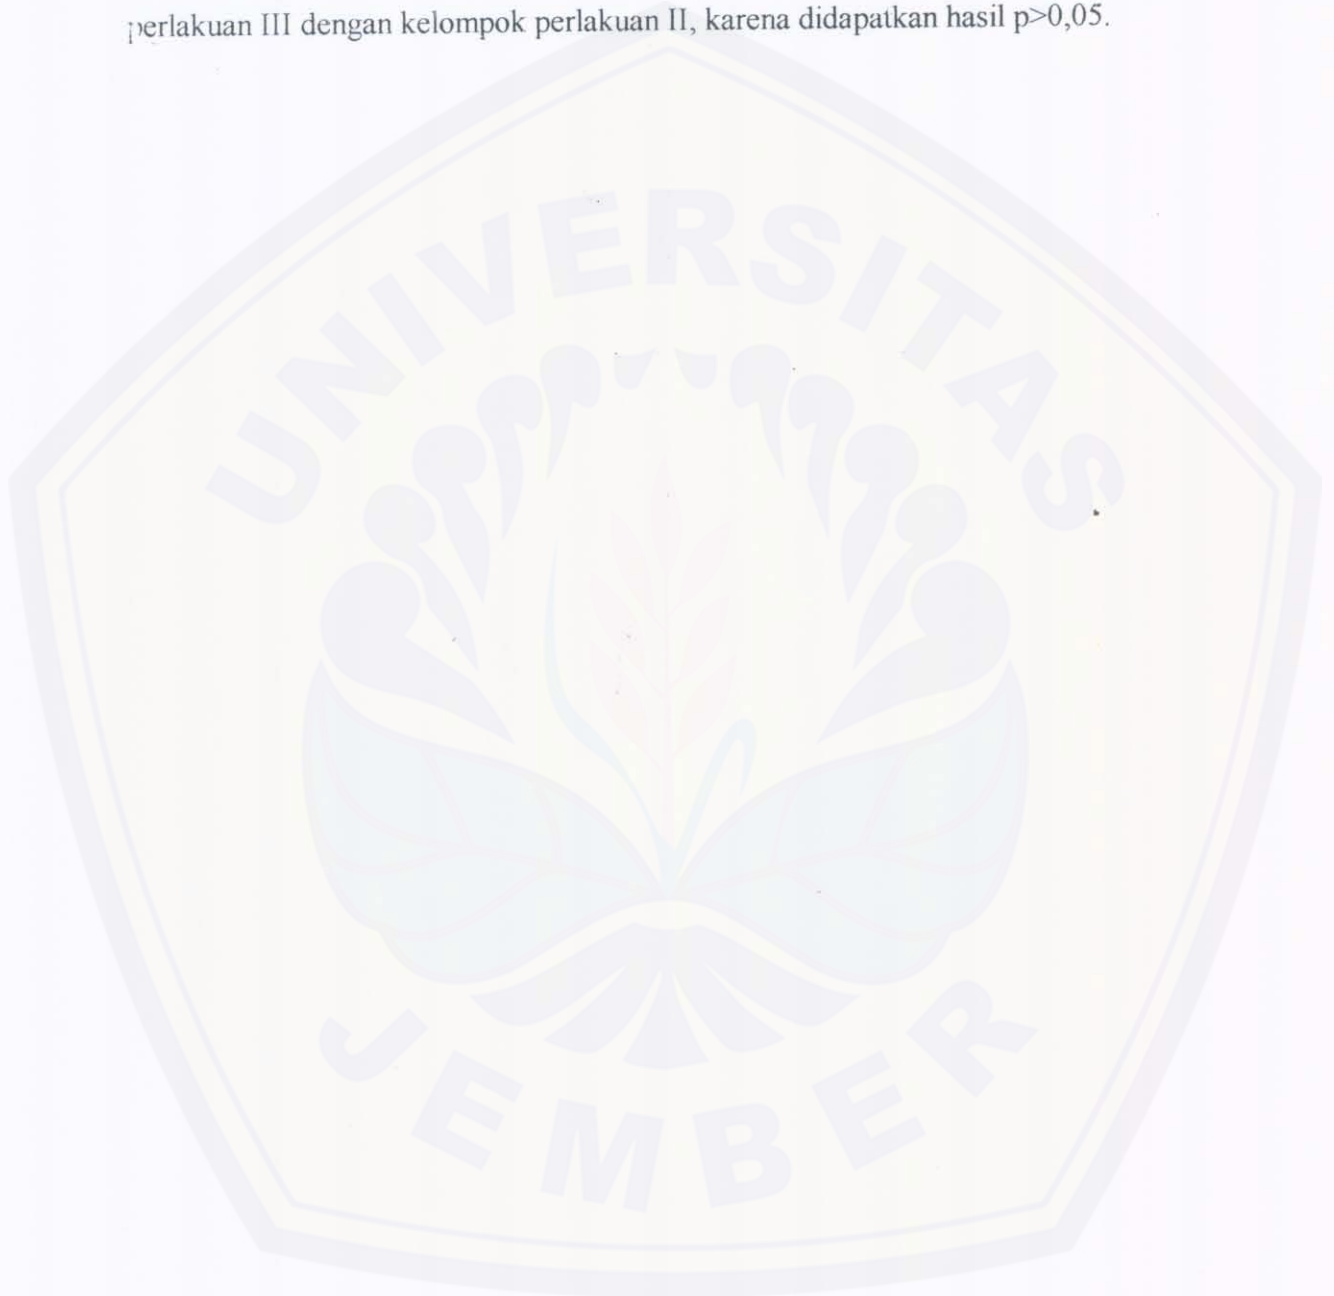 perlakuan III dengan kelompok perlakuan II, karena didapatkan hasil p>0,05.
UNIVERSITAS
JEMBER